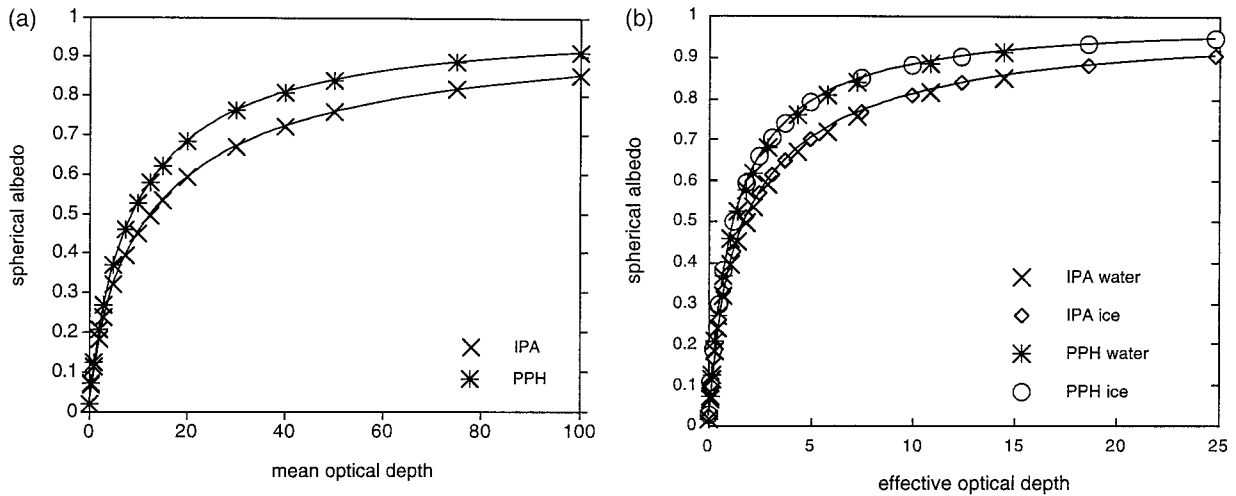 (a)
1
0.9
0.8
0.7
0.6
0.5
0.4
0.3
0.2
0.1
0
spherical albedo
0 20 40 60 80 100
mean optical depth
IPA
PPH
(b)
1
0.9
0.8
0.7
0.6
0.5
0.4
0.3
0.2
0.1
0
spherical albedo
0 5 10 15 20 25
effective optical depth
IPA water
IPA ice
PPH water
PPH ice